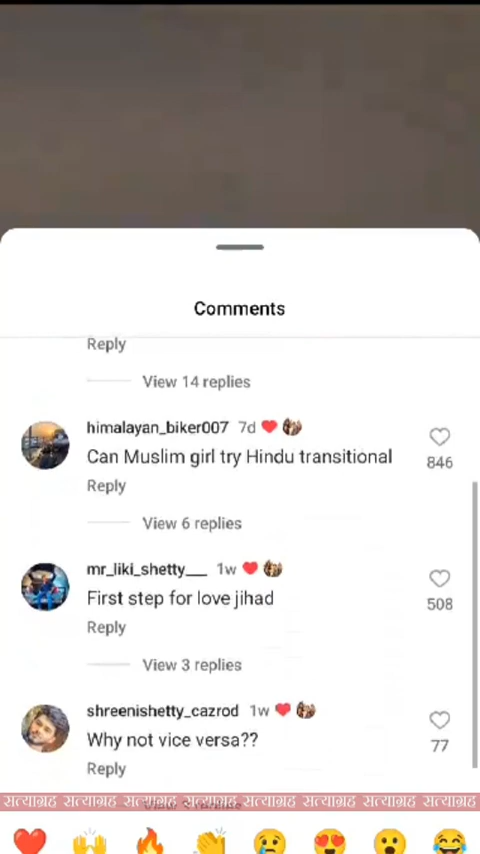 Comments
Reply
View 14 replies
himalayan_biker007 7d
Can Muslim girl try Hindu transitional
846
Reply
View 6 replies
mr_liki_shetty___ 1w
First step for love jihad
508
Reply
View 3 replies
shreenishetty_cazrod 1w
Why not vice versa??
77
Reply
सत्याग्रह सत्याग्रह सत्याग्रह सत्याग्रह सत्याग्रह सत्याग्रह सत्याग्रह सत्याग्रह